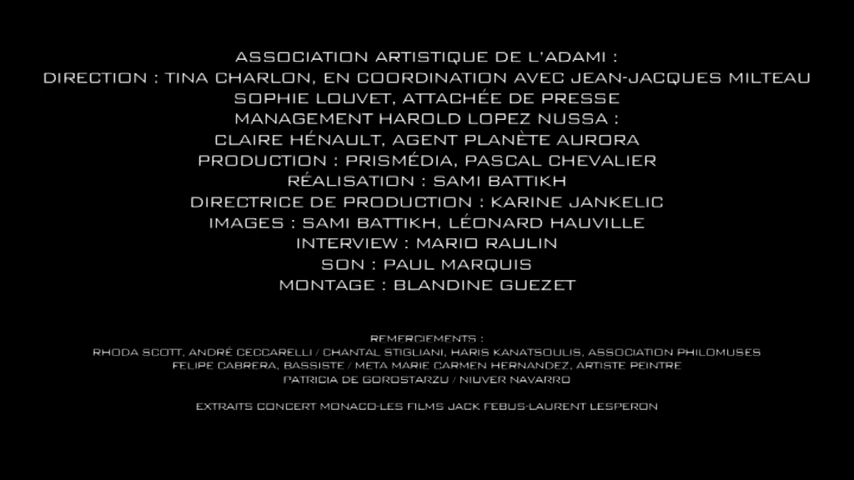 ASSOCIATION ARTISTIQUE DE L'ADAMI :
DIRECTION : TINA CHARLON, EN COORDINATION AVEC JEAN-JACQUES MILTEAU
SOPHIE LOUVET, ATTACHÉE DE PRESSE
MANAGEMENT HAROLD LOPEZ NUSSA :
CLAIRE HÉNAULT, AGENT PLANÈTE AURORA
PRODUCTION : PRISMÉDIA, PASCAL CHEVALIER
RÉALISATION : SAMI BATTIKH
DIRECTRICE DE PRODUCTION : KARINE JANKELIC
IMAGES : SAMI BATTIKH, LÉONARD HAUVILLE
INTERVIEW : MARIO RAULIN
SON : PAUL MARQUIS
MONTAGE : BLANDINE GUEZET
REMERCIEMENTS :
RHODA SCOTT, ANDRÉ CECCARELLI / CHANTAL STIGLIANI, HARIS KANATSOULIS, ASSOCIATION PHILOMUSES
FELIPE CABRERA, BASSISTE / META MARIE CARMEN HERNANDEZ, ARTISTE PEINTRE
PATRICIA DE GOROSTARZU / NIUVER NAVARRO
EXTRAITS CONCERT MONACO-LES FILMS JACK FEBUS-LAURENT LESPERON